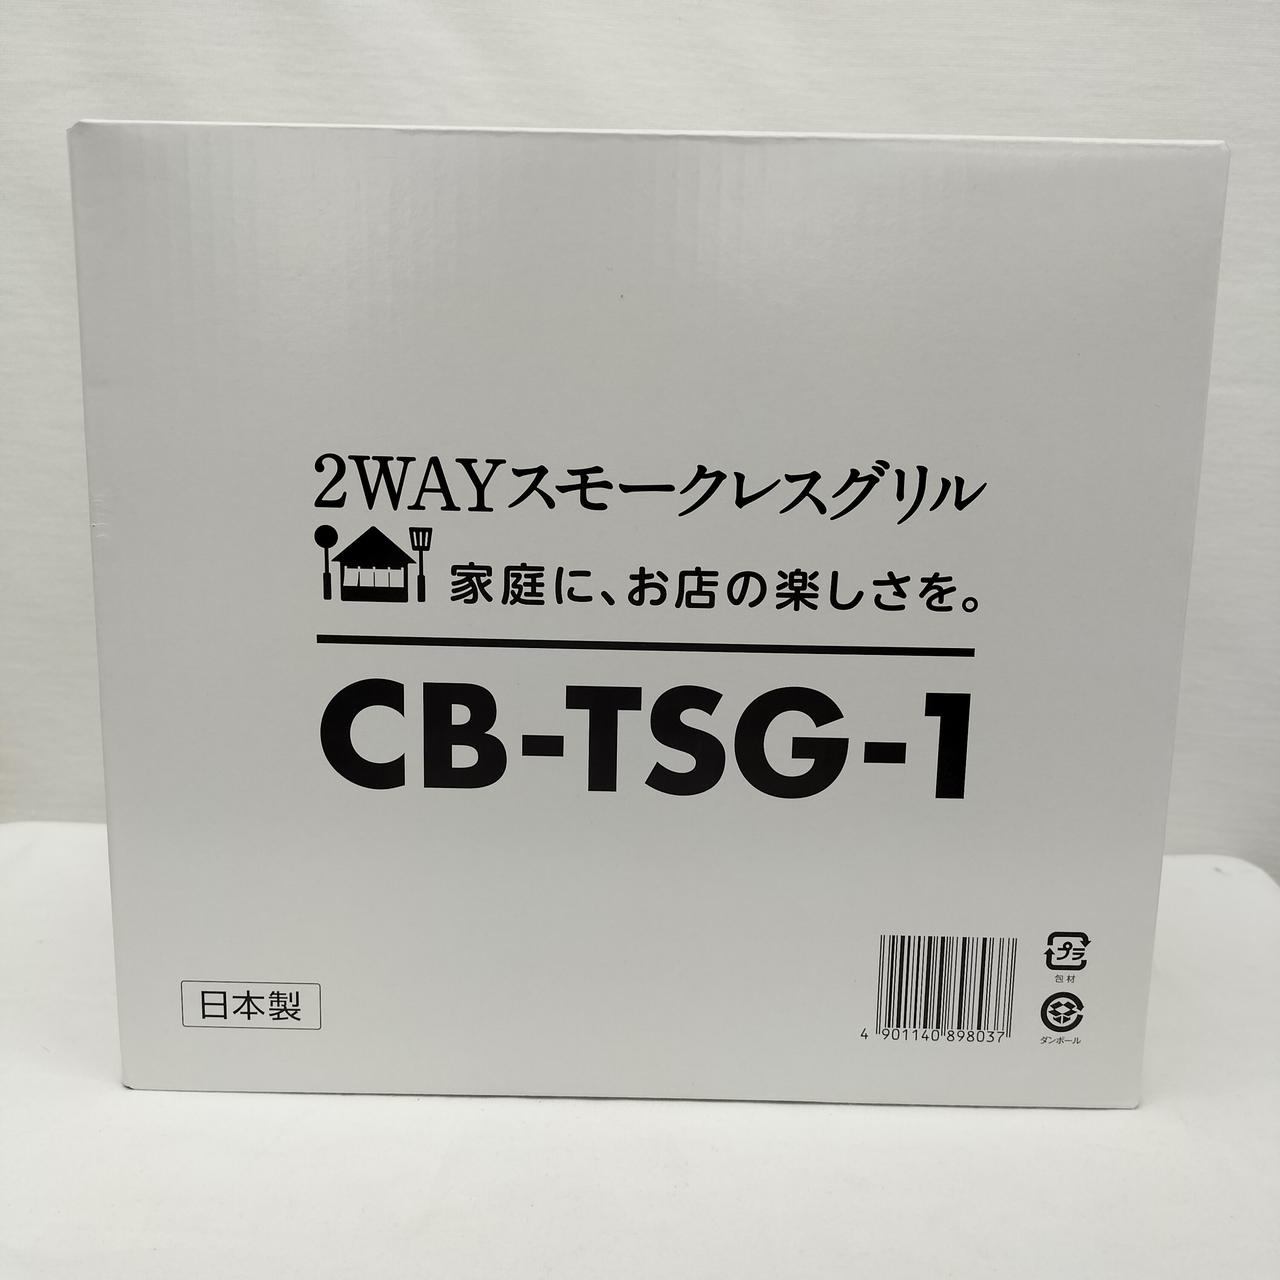 2WAYスモークレスグリル
家庭に、お店の楽しさを。
CB-TSG-1
日本製
4 901140 898037
プラ
包材
ダンボール